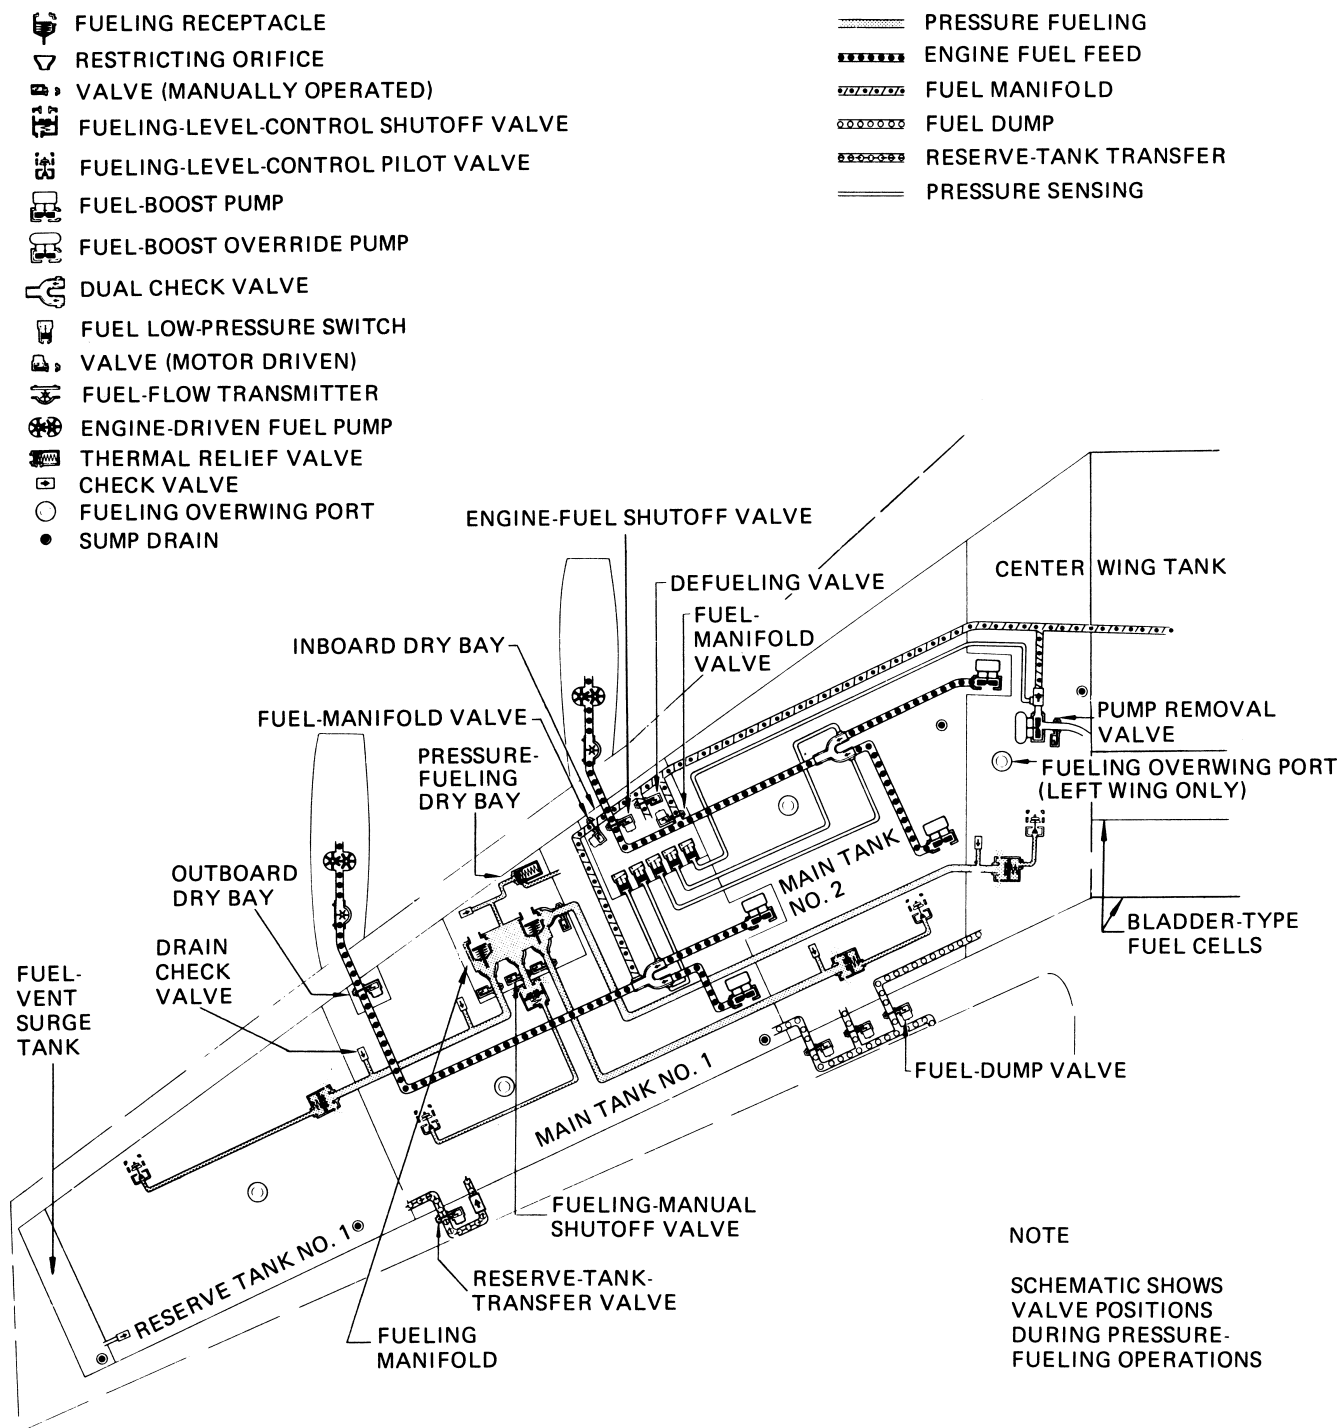 FUELING RECEPTACLE
RESTRICTING ORIFICE
VALVE (MANUALLY OPERATED)
FUELING-LEVEL-CONTROL SHUTOFF VALVE
FUELING-LEVEL-CONTROL PILOT VALVE
FUEL-BOOST PUMP
FUEL-BOOST OVERRIDE PUMP
DUAL CHECK VALVE
FUEL LOW-PRESSURE SWITCH
VALVE (MOTOR DRIVEN)
FUEL-FLOW TRANSMITTER
ENGINE-DRIVEN FUEL PUMP
THERMAL RELIEF VALVE
CHECK VALVE
FUELING OVERWING PORT
SUMP DRAIN
PRESSURE FUELING
ENGINE FUEL FEED
FUEL MANIFOLD
FUEL DUMP
RESERVE-TANK TRANSFER
PRESSURE SENSING
ENGINE-FUEL SHUTOFF VALVE
DEFUELING VALVE
FUEL-
MANIFOLD
VALVE
CENTER WING TANK
INBOARD DRY BAY
FUEL-MANIFOLD VALVE
PRESSURE-
FUELING
DRY BAY
PUMP REMOVAL
VALVE
FUELING OVERWING PORT
(LEFT WING ONLY)
OUTBOARD
DRY BAY
MAIN TANK
NO. 2
DRAIN
CHECK
VALVE
BLADDER-TYPE
FUEL CELLS
FUEL-
VENT
SURGE
TANK
FUEL-DUMP VALVE
MAIN TANK NO. 1
FUELING-MANUAL
SHUTOFF VALVE
RESERVE TANK NO. 1
RESERVE-TANK-
TRANSFER VALVE
FUELING
MANIFOLD
NOTE
SCHEMATIC SHOWS
VALVE POSITIONS
DURING PRESSURE-
FUELING OPERATIONS